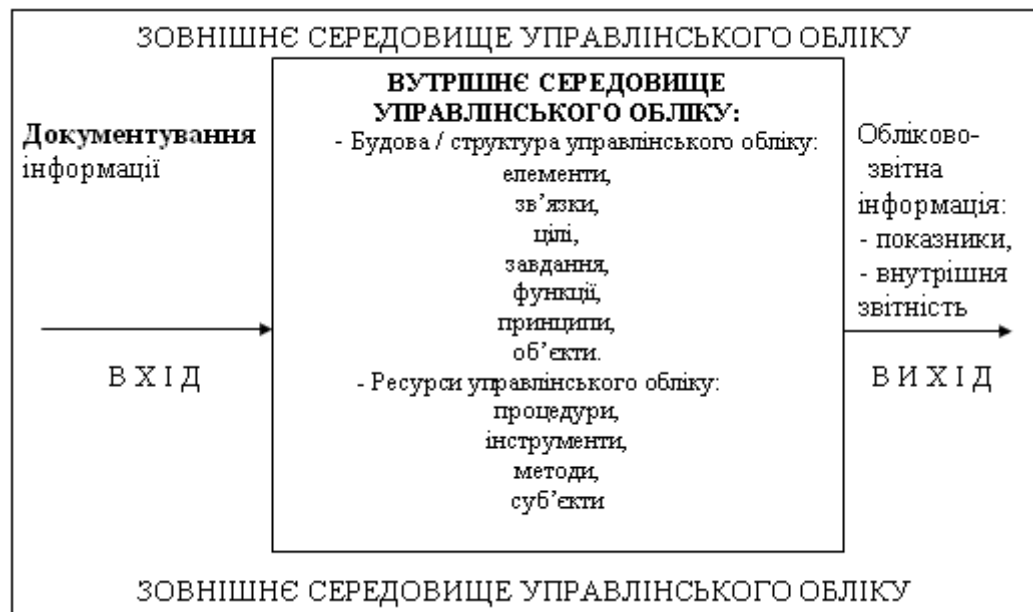 ЗОВНІШНЄ СЕРЕДОВИЩЕ УПРАВЛІНСЬКОГО ОБЛІКУ
Документування
інформації
В Х І Д
ВУТРІШНЄ СЕРЕДОВИЩЕ
УПРАВЛІНСЬКОГО ОБЛІКУ:
- Будова / структура управлінського обліку:
елементи,
зв’язки,
цілі,
завдання,
функції,
принципи,
об’єкти.
- Ресурси управлінського обліку:
процедури,
інструменти,
методи,
суб’єкти
Обліково-
звітна
інформація:
- показники,
- внутрішня
звітність
В И Х І Д
ЗОВНІШНЄ СЕРЕДОВИЩЕ УПРАВЛІНСЬКОГО ОБЛІКУ